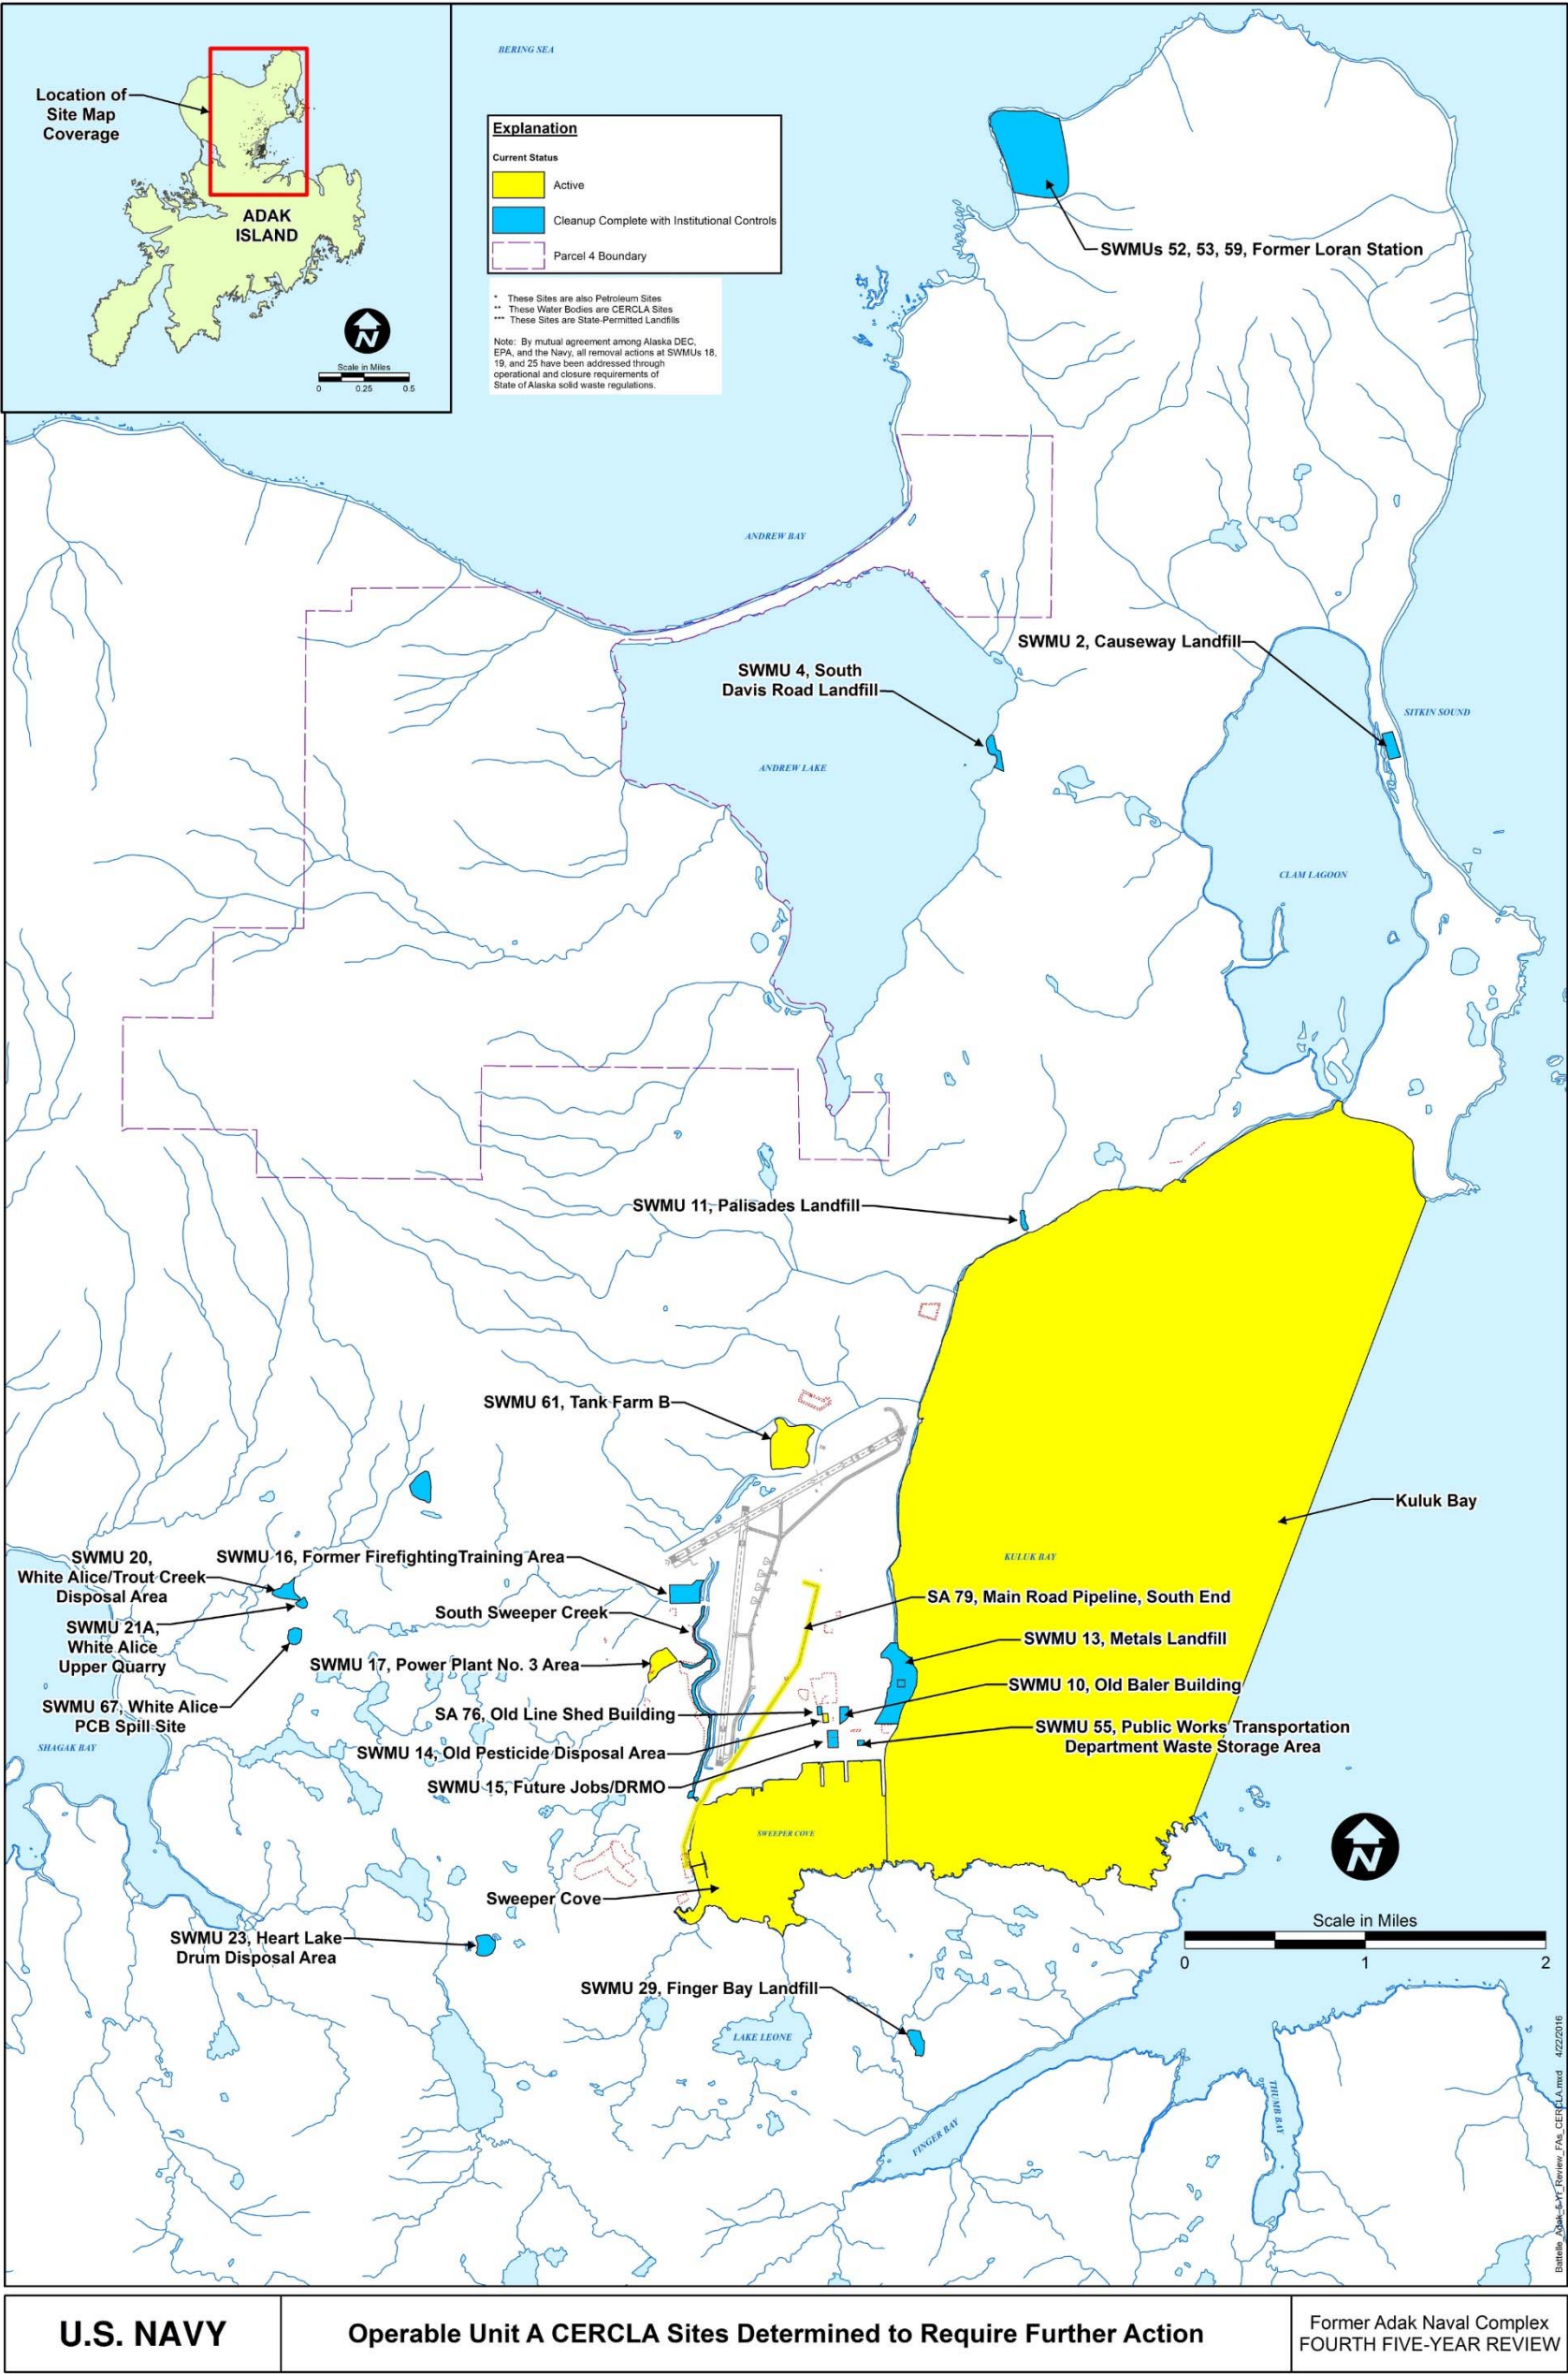 Location of
Site Map
Coverage
ADAK
ISLAND
N
Scale in Miles
0 0.25 0.5
BERING SEA
Explanation
Current Status
Active
Cleanup Complete with Institutional Controls
Parcel 4 Boundary
* These Sites are also Petroleum Sites
** These Water Bodies are CERCLA Sites
*** These Sites are State-Permitted Landfills
Note: By mutual agreement among Alaska DEC,
EPA, and the Navy, all removal actions at SWMUs 18,
19, and 25 have been addressed through
operational and closure requirements of
State of Alaska solid waste regulations.
SWMUs 52, 53, 59, Former Loran Station
ANDREW BAY
SWMU 2, Causeway Landfill
SWMU 4, South
Davis Road Landfill
SITKIN SOUND
ANDREW LAKE
CLAM LAGOON
SWMU 11, Palisades Landfill
SWMU 61, Tank Farm B
Kuluk Bay
KULUK BAY
SWMU 20,
White Alice/Trout Creek
Disposal Area
SWMU 16, Former FirefightingTraining Area
SA 79, Main Road Pipeline, South End
South Sweeper Creek
SWMU 21A,
White Alice
Upper Quarry
SWMU 13, Metals Landfill
SWMU 17, Power Plant No. 3 Area
SWMU 10, Old Baler Building
SWMU 67, White Alice
PCB Spill Site
SA 76, Old Line Shed Building
SWMU 55, Public Works Transportation
Department Waste Storage Area
SHAGAK BAY
SWMU 14, Old Pesticide Disposal Area
SWMU 15, Future Jobs/DRMO
SWEEPER COVE
N
Sweeper Cove
Scale in Miles
0 1 2
SWMU 23, Heart Lake
Drum Disposal Area
SWMU 29, Finger Bay Landfill
LAKE LEONE
FINGER BAY
THUMB BAY
Battelle_Adak_5-Yr_Review_FAs_CERCLA.mxd 4/22/2016
U.S. NAVY
Operable Unit A CERCLA Sites Determined to Require Further Action
Former Adak Naval Complex
FOURTH FIVE-YEAR REVIEW